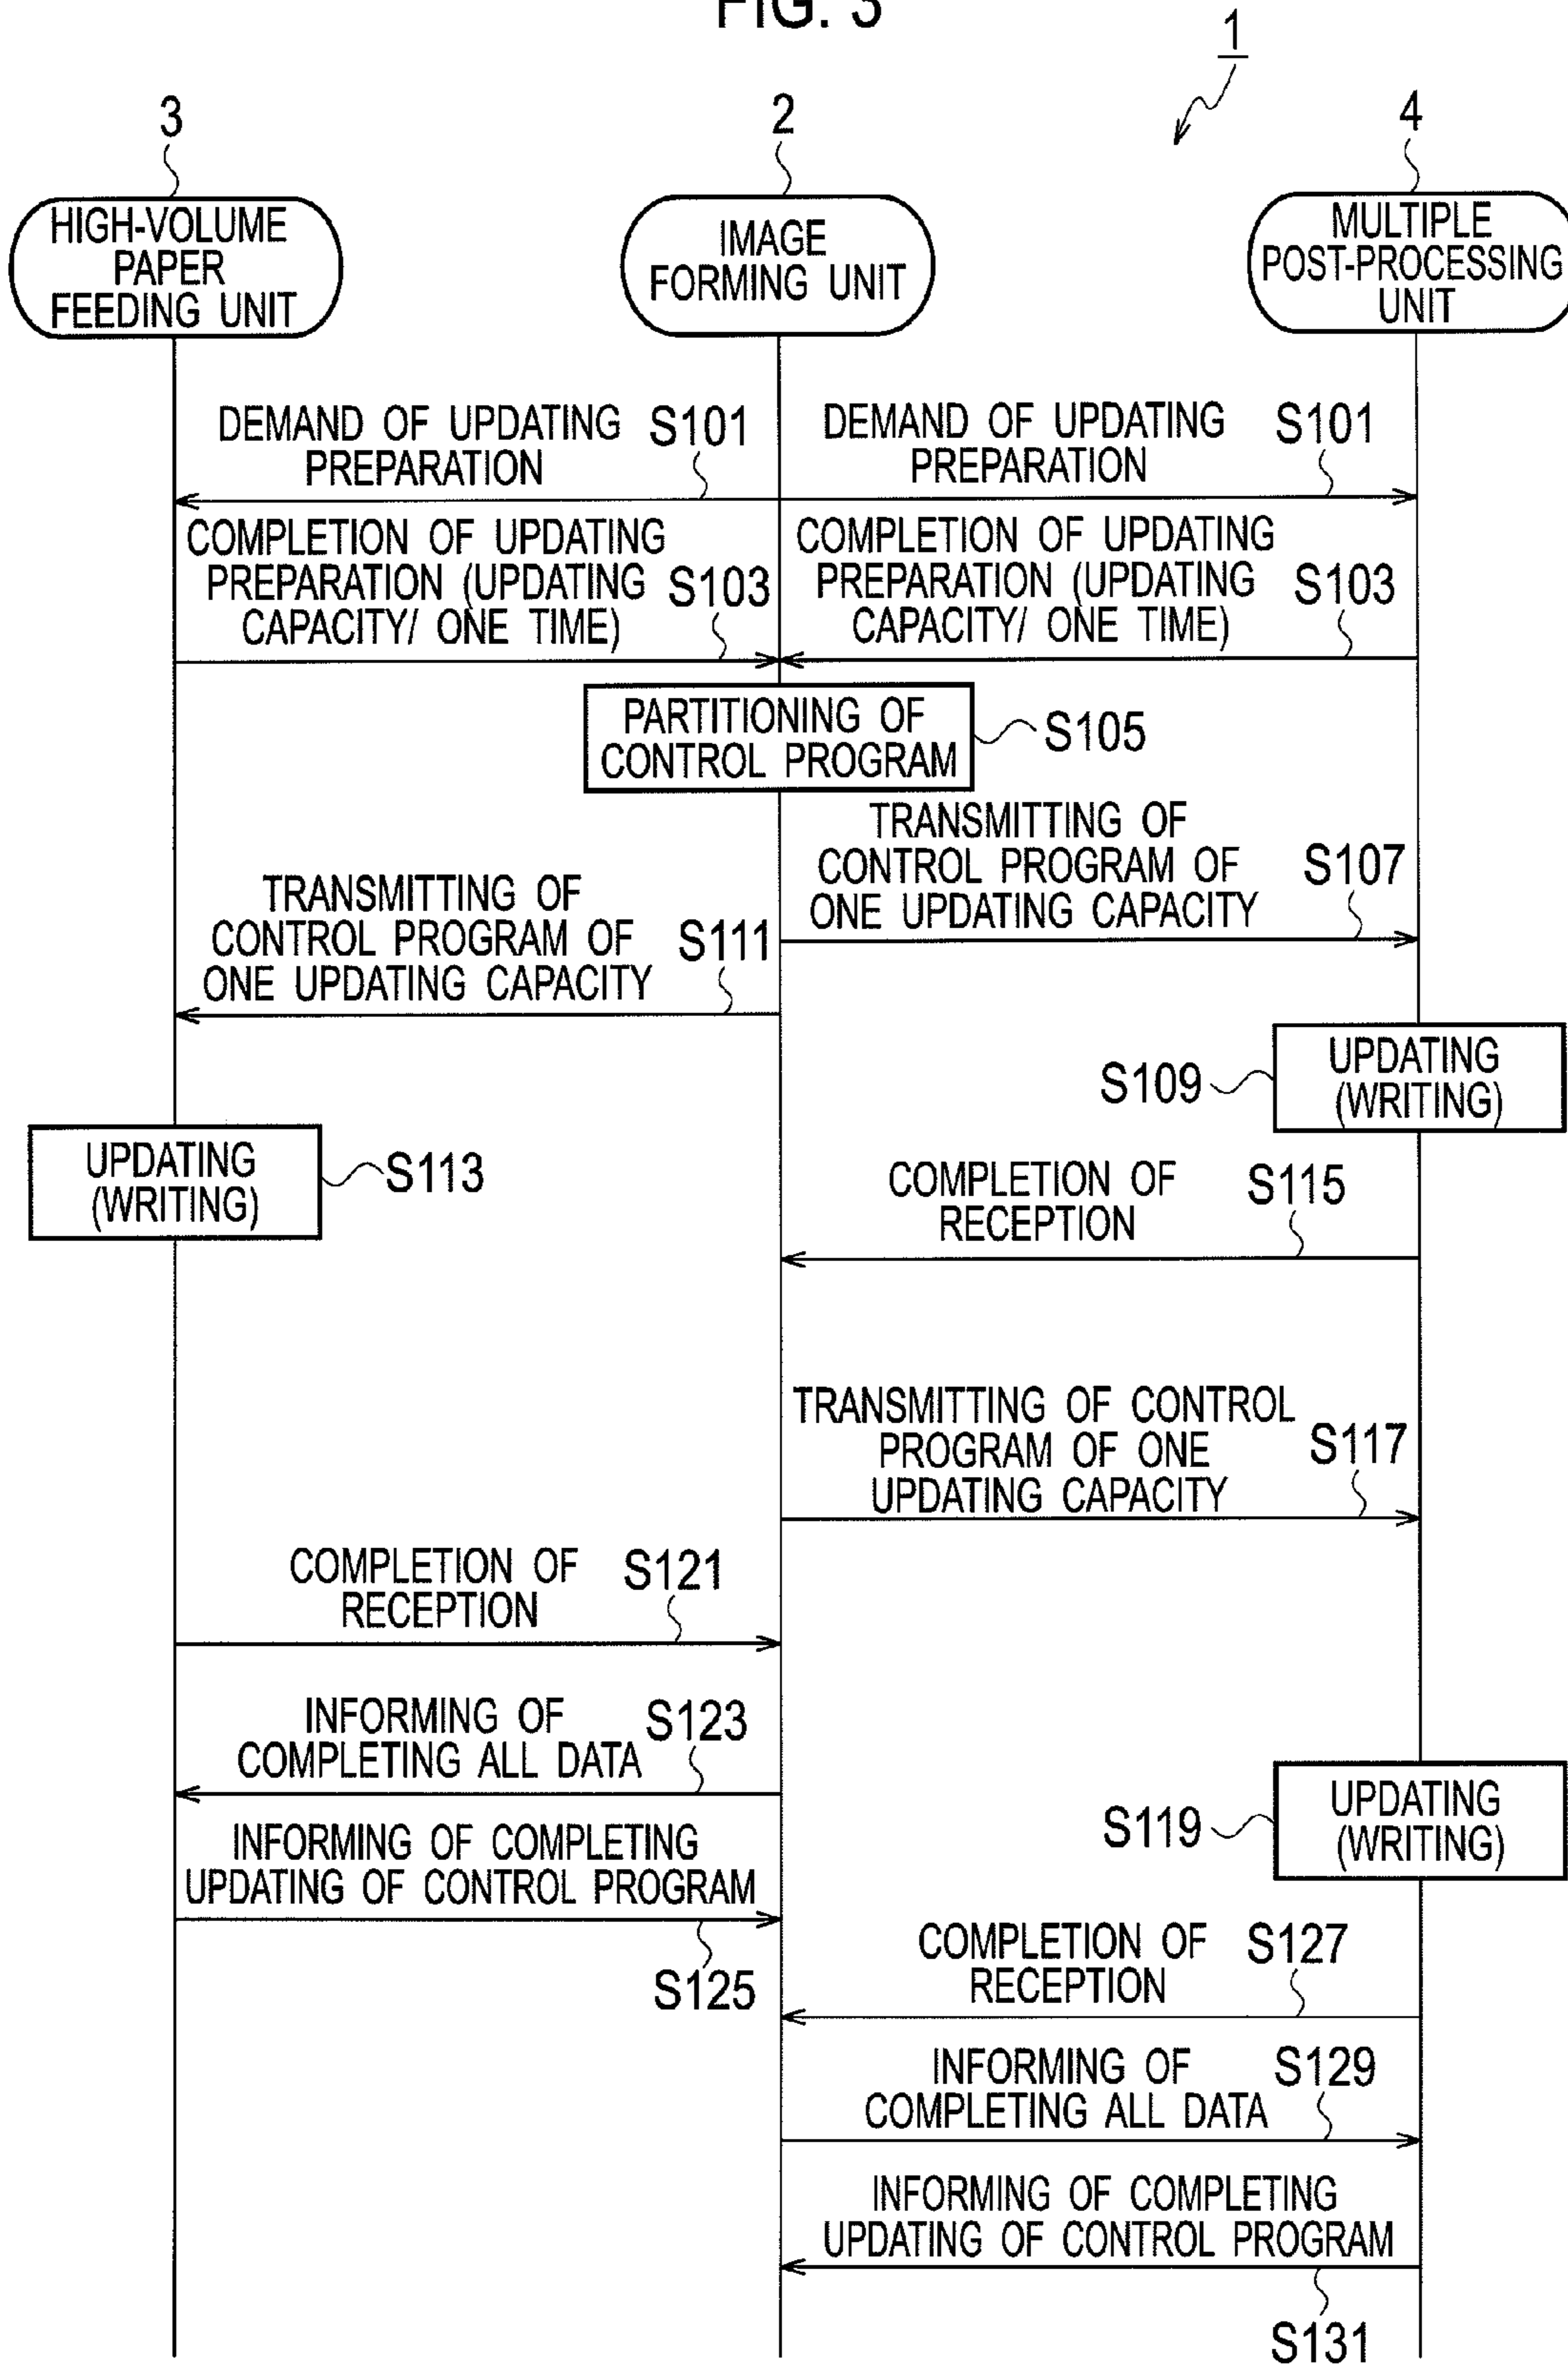 FIG. 3
1
3
2
4
HIGH-VOLUME
PAPER
FEEDING UNIT
IMAGE
FORMING UNIT
MULTIPLE
POST-PROCESSING
UNIT
DEMAND OF UPDATING
PREPARATION
S101
DEMAND OF UPDATING
PREPARATION
S101
COMPLETION OF UPDATING
PREPARATION (UPDATING
CAPACITY/ ONE TIME)
S103
COMPLETION OF UPDATING
PREPARATION (UPDATING
CAPACITY/ ONE TIME)
S103
PARTITIONING OF
CONTROL PROGRAM
S105
TRANSMITTING OF
CONTROL PROGRAM OF
ONE UPDATING CAPACITY
S107
TRANSMITTING OF
CONTROL PROGRAM OF
ONE UPDATING CAPACITY
S111
S109
UPDATING
(WRITING)
UPDATING
(WRITING)
S113
COMPLETION OF
RECEPTION
S115
TRANSMITTING OF CONTROL
PROGRAM OF ONE
UPDATING CAPACITY
S117
COMPLETION OF
RECEPTION
S121
INFORMING OF
COMPLETING ALL DATA
S123
S119
UPDATING
(WRITING)
INFORMING OF COMPLETING
UPDATING OF CONTROL PROGRAM
S125
COMPLETION OF
RECEPTION
S127
INFORMING OF
COMPLETING ALL DATA
S129
INFORMING OF COMPLETING
UPDATING OF CONTROL PROGRAM
S131